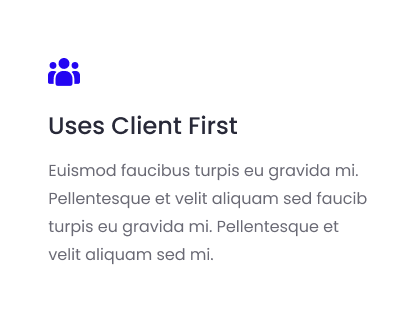 Uses Client First
Euismod faucibus turpis eu gravida mi.
Pellentesque et velit aliquam sed faucib
turpis eu gravida mi. Pellentesque et
velit aliquam sed mi.